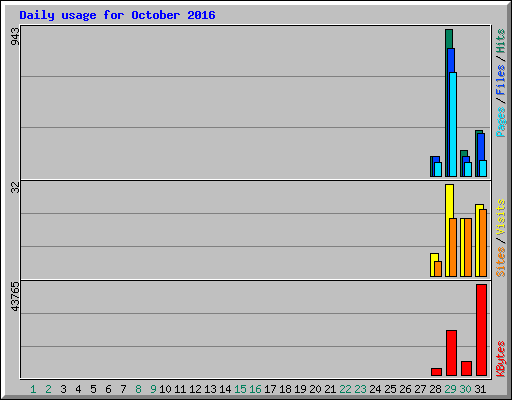 Daily usage for October 2016
943
Pages / Files / Hits
32
Sites / Visits
43765
KBytes
1 2 3 4 5 6 7 8 9 10 11 12 13 14 15 16 17 18 19 20 21 22 23 24 25 26 27 28 29 30 31